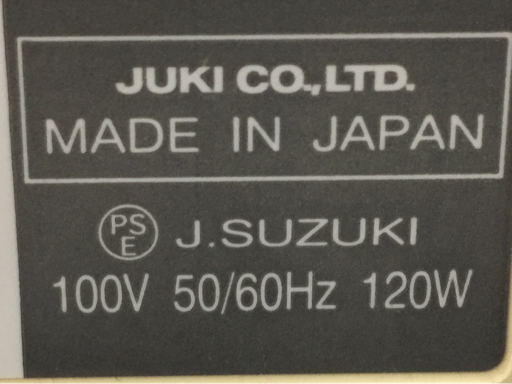 JUKI CO.,LTD.
MADE IN JAPAN
PS E J.SUZUKI
100V 50/60Hz 120W